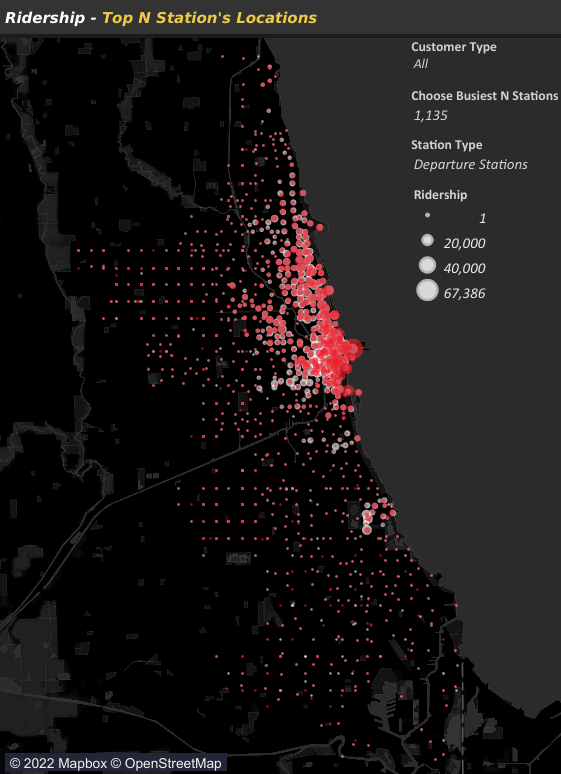 Ridership - Top N Station's Locations
Customer Type
All
Choose Busiest N Stations
1,135
Station Type
Departure Stations
Ridership
1
20,000
40,000
67,386
© 2022 Mapbox © OpenStreetMap